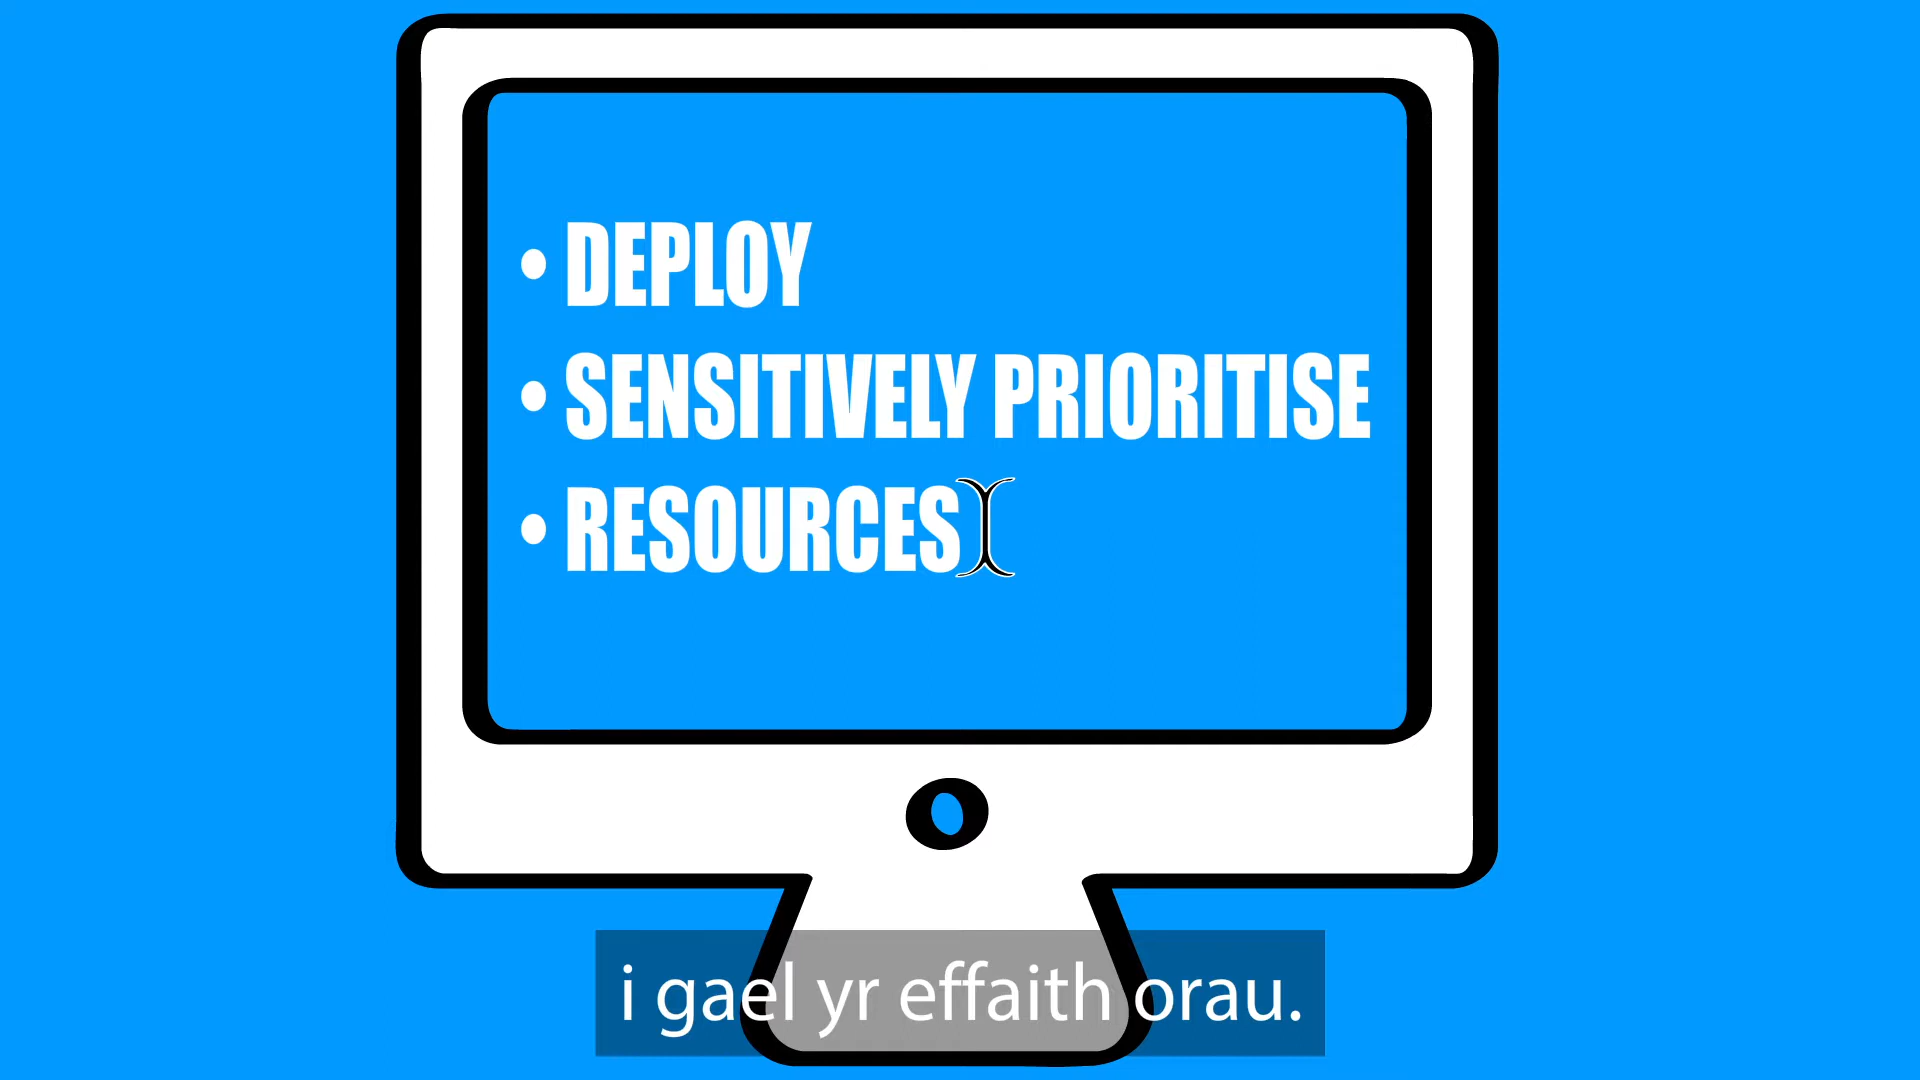 • DEPLOY
• SENSITIVELY PRIORITISE
• RESOURCES
i gael yr effaith orau.